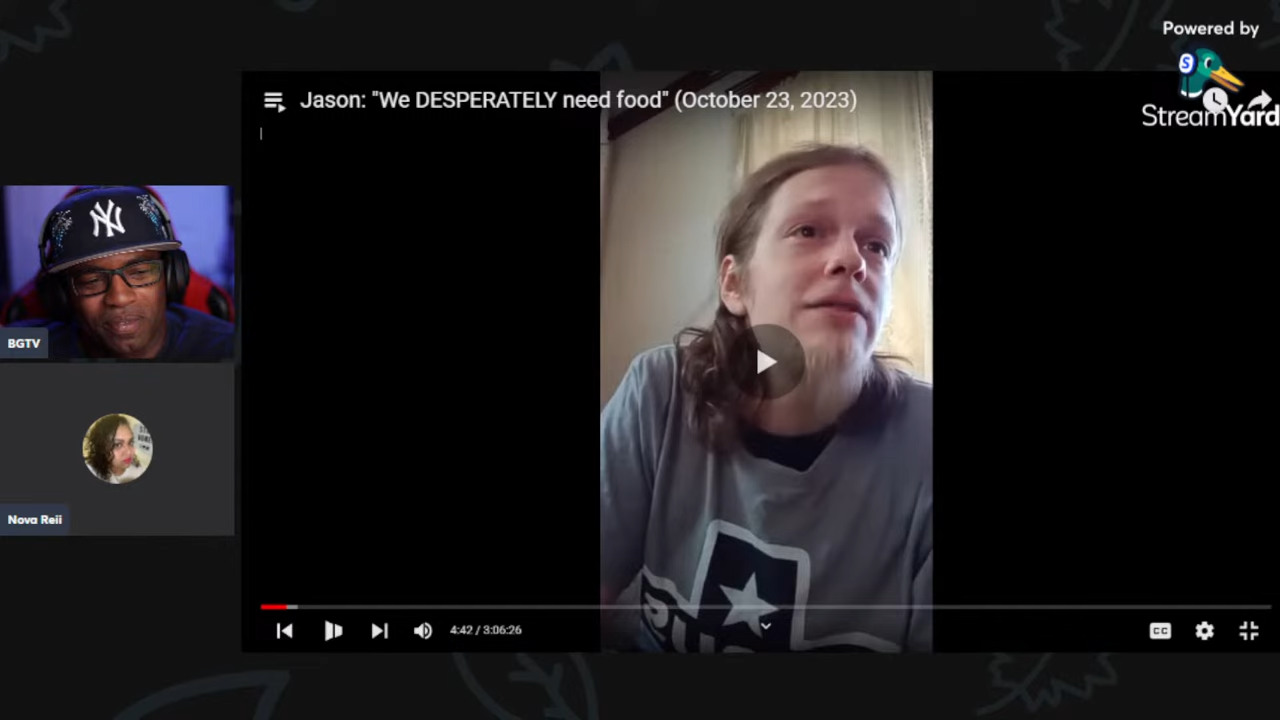 Powered by
StreamYard
Jason: "We DESPERATELY need food" (October 23, 2023)
NY
BGTV
Nova Reii
4:42 / 3:06:26
CC